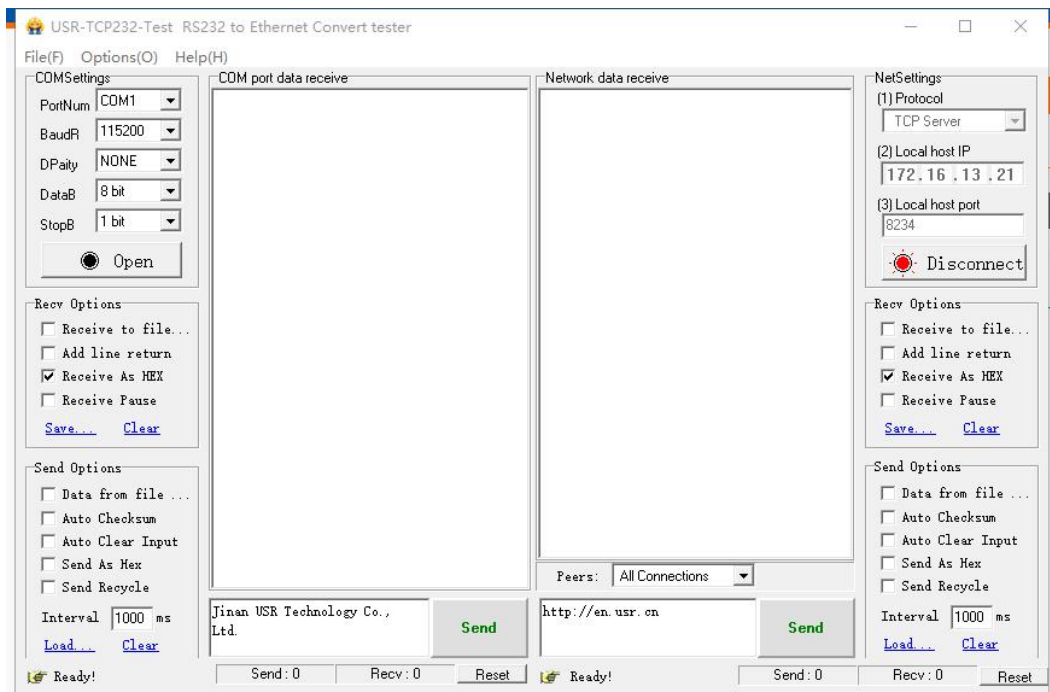 USR-TCP232-Test RS232 to Ethernet Convert tester
File(F) Options(O) Help(H)
COMSettings
PortNum COM1
BaudR 115200
DPaity NONE
DataB 8 bit
StopB 1 bit
Open
Recv Options
Receive to file...
Add line return
Receive As HEX
Receive Pause
Save... Clear
Send Options
Data from file ...
Auto Checksum
Auto Clear Input
Send As Hex
Send Recycle
Interval 1000 ms
Load... Clear
Ready!
COM port data receive
Jinan USR Technology Co.,
Ltd.
Send
Send : 0 Recv : 0 Reset
Network data receive
Peers: All Connections
http://en.usr.cn
Send
Ready!
Send : 0 Recv : 0 Reset
NetSettings
(1) Protocol
TCP Server
(2) Local host IP
172.16.13.21
(3) Local host port
8234
Disconnect
Recv Options
Receive to file...
Add line return
Receive As HEX
Receive Pause
Save... Clear
Send Options
Data from file ...
Auto Checksum
Auto Clear Input
Send As Hex
Send Recycle
Interval 1000 ms
Load... Clear